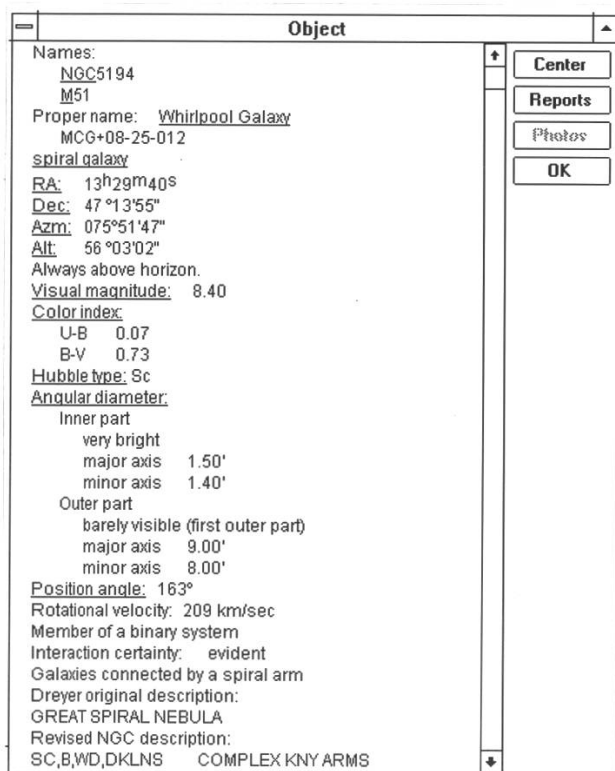 Object
Names:
NGC5194
M51
Proper name: Whirlpool Galaxy
MCG+08-25-012
spiral galaxy
RA: 13h29m40s
Dec: 47 °13'55"
Azm: 075°51'47"
Alt: 56 °03'02"
Always above horizon.
Visual magnitude: 8.40
Color index:
U-B 0.07
B-V 0.73
Hubble type: Sc
Angular diameter:
Inner part
very bright
major axis 1.50'
minor axis 1.40'
Outer part
barely visible (first outer part)
major axis 9.00'
minor axis 8.00'
Position angle: 163°
Rotational velocity: 209 km/sec
Member of a binary system
Interaction certainty: evident
Galaxies connected by a spiral arm
Dreyer original description:
GREAT SPIRAL NEBULA
Revised NGC description:
SC,B,WD,DKLNS COMPLEX KNY ARMS
Center
Reports
Photos
OK